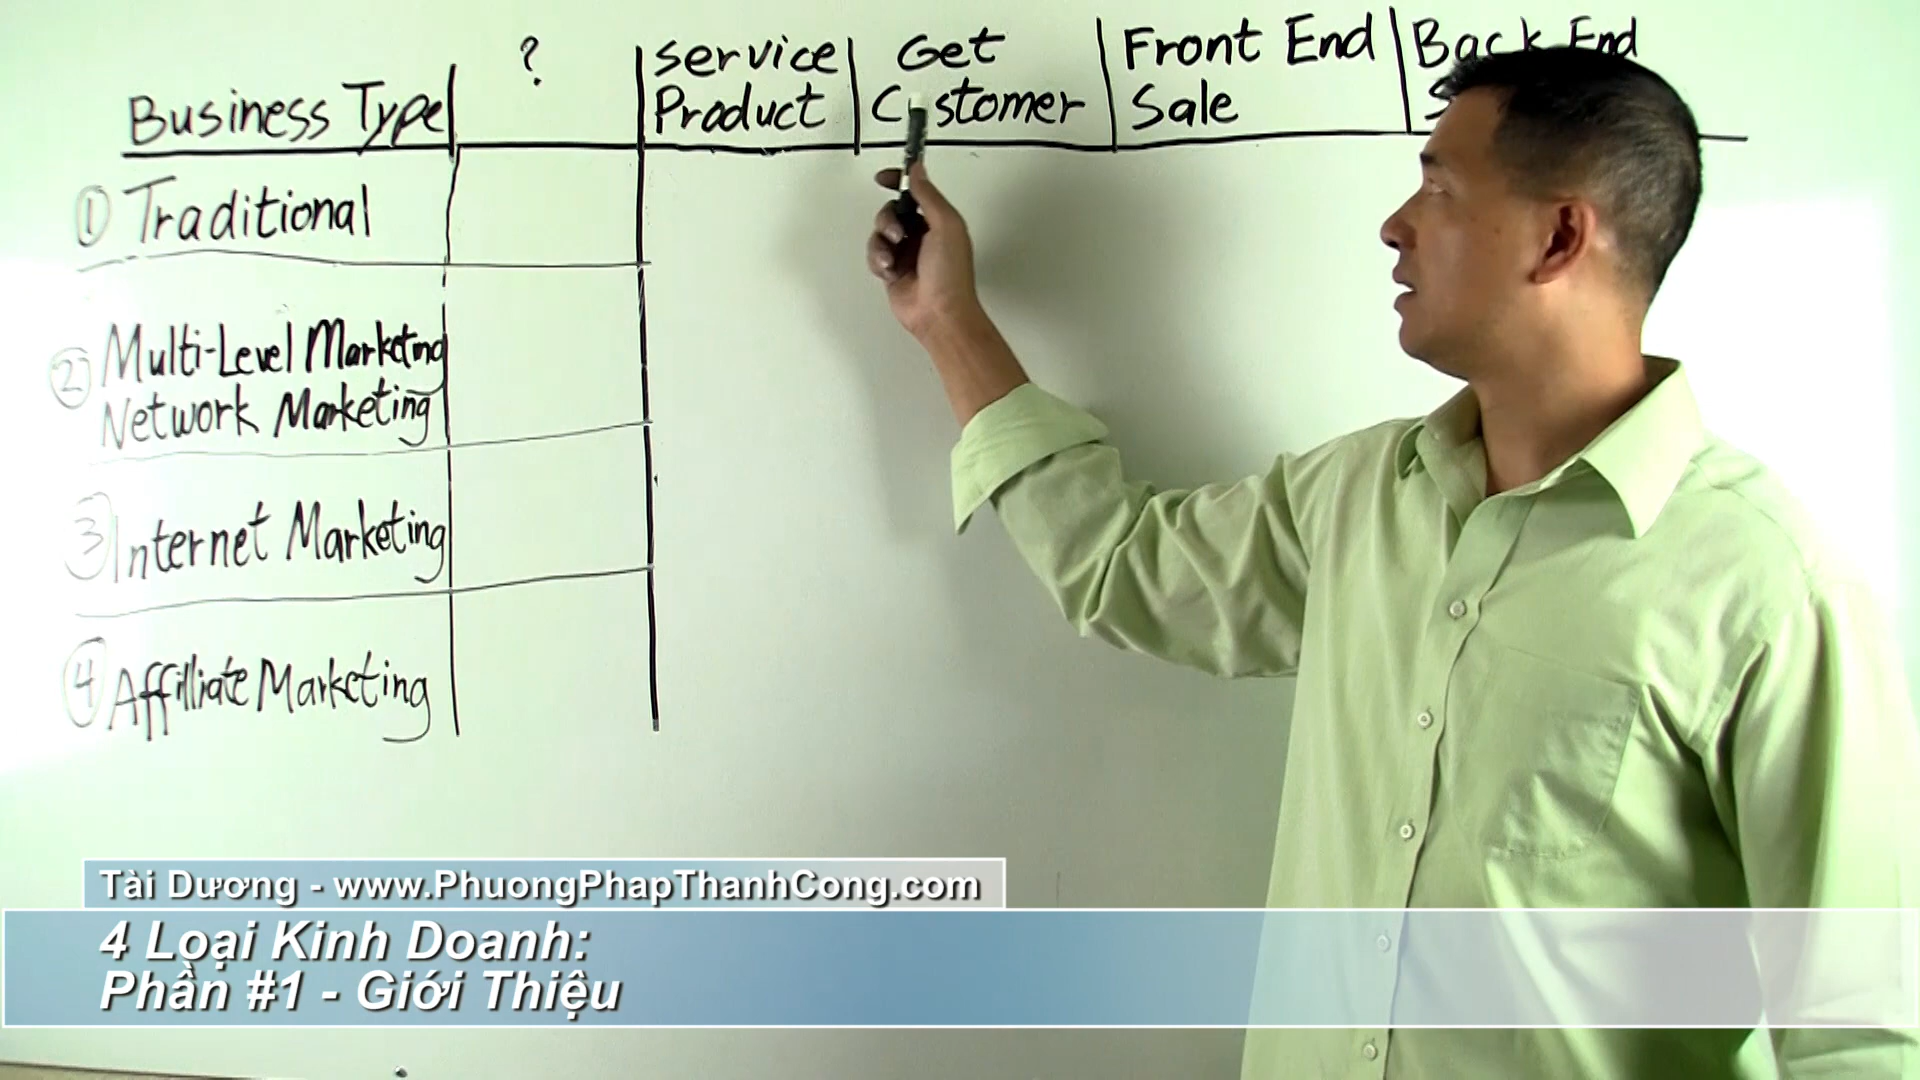 ?
Service
Get
Front End
Back End
Business Type
Product
Customer
Sale
1 Traditional
2 Multi-Level Marketing
Network Marketing
3 Internet Marketing
4 Affilliate Marketing
Tài Dương - www.PhuongPhapThanhCong.com
4 Loại Kinh Doanh:
Phần #1 - Giới Thiệu